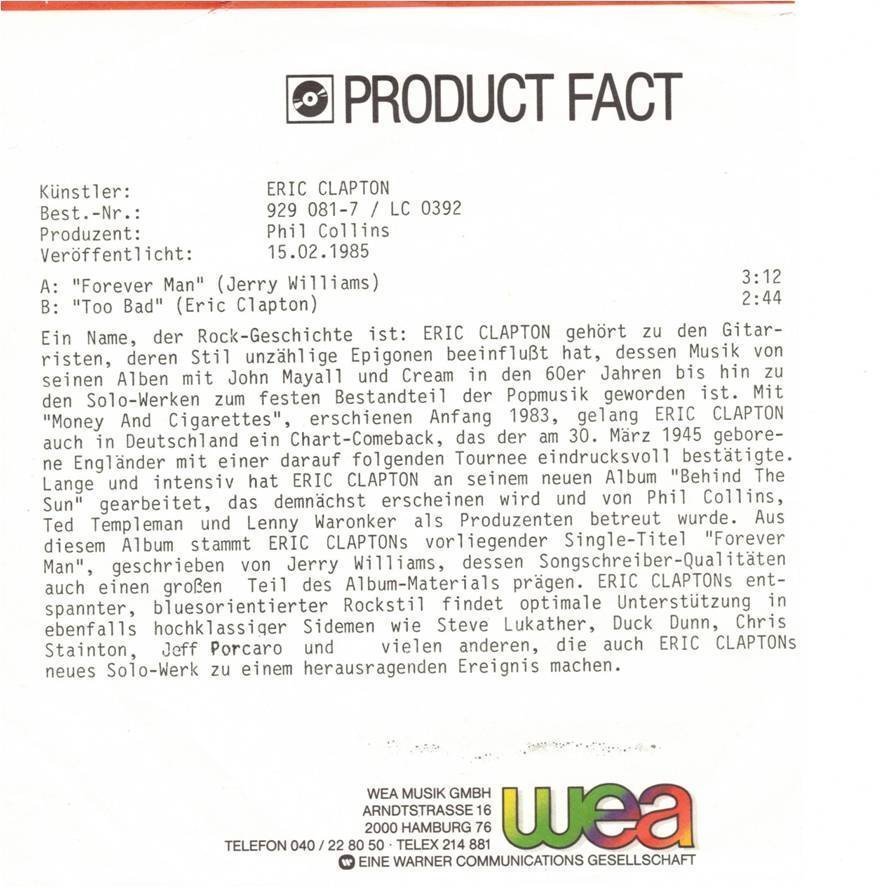 PRODUCT FACT
Künstler: ERIC CLAPTON
Best.-Nr.: 929 081-7 / LC 0392
Produzent: Phil Collins
Veröffentlicht: 15.02.1985
A: "Forever Man" (Jerry Williams) 3:12
B: "Too Bad" (Eric Clapton) 2:44
Ein Name, der Rock-Geschichte ist: ERIC CLAPTON gehört zu den Gitar-
risten, deren Stil unzählige Epigonen beeinflußt hat, dessen Musik von
seinen Alben mit John Mayall und Cream in den 60er Jahren bis hin zu
den Solo-Werken zum festen Bestandteil der Popmusik geworden ist. Mit
"Money And Cigarettes", erschienen Anfang 1983, gelang ERIC CLAPTON
auch in Deutschland ein Chart-Comeback, das der am 30. März 1945 gebore-
ne Engländer mit einer darauf folgenden Tournee eindrucksvoll bestätigte.
Lange und intensiv hat ERIC CLAPTON an seinem neuen Album "Behind The
Sun" gearbeitet, das demnächst erscheinen wird und von Phil Collins,
Ted Templeman und Lenny Waronker als Produzenten betreut wurde. Aus
diesem Album stammt ERIC CLAPTONs vorliegender Single-Titel "Forever
Man", geschrieben von Jerry Williams, dessen Songschreiber-Qualitäten
auch einen großen Teil des Album-Materials prägen. ERIC CLAPTONs ent-
spannter, bluesorientierter Rockstil findet optimale Unterstützung in
ebenfalls hochklassiger Sidemen wie Steve Lukather, Duck Dunn, Chris
Stainton, Jeff Porcaro und vielen anderen, die auch ERIC CLAPTONs
neues Solo-Werk zu einem herausragenden Ereignis machen.
WEA MUSIK GMBH
ARNDTSTRASSE 16
2000 HAMBURG 76
TELEFON 040 / 22 80 50 · TELEX 214 881
wea
EINE WARNER COMMUNICATIONS GESELLSCHAFT